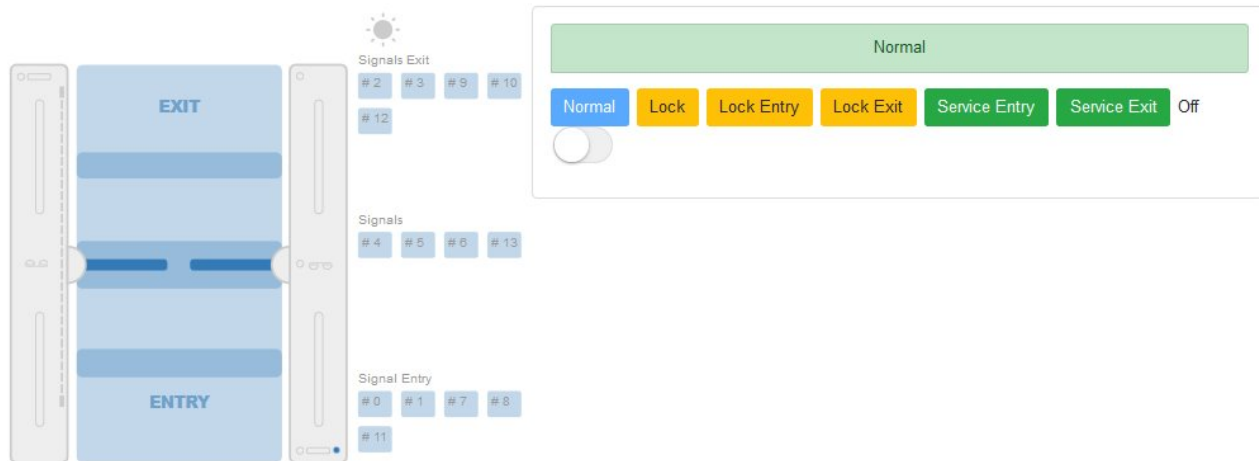 EXIT
ENTRY
Signals Exit
# 2 # 3 # 9 # 10
# 12
Signals
# 4 # 5 # 6 # 13
Signal Entry
# 0 # 1 # 7 # 8
# 11
Normal
Normal Lock Lock Entry Lock Exit Service Entry Service Exit Off